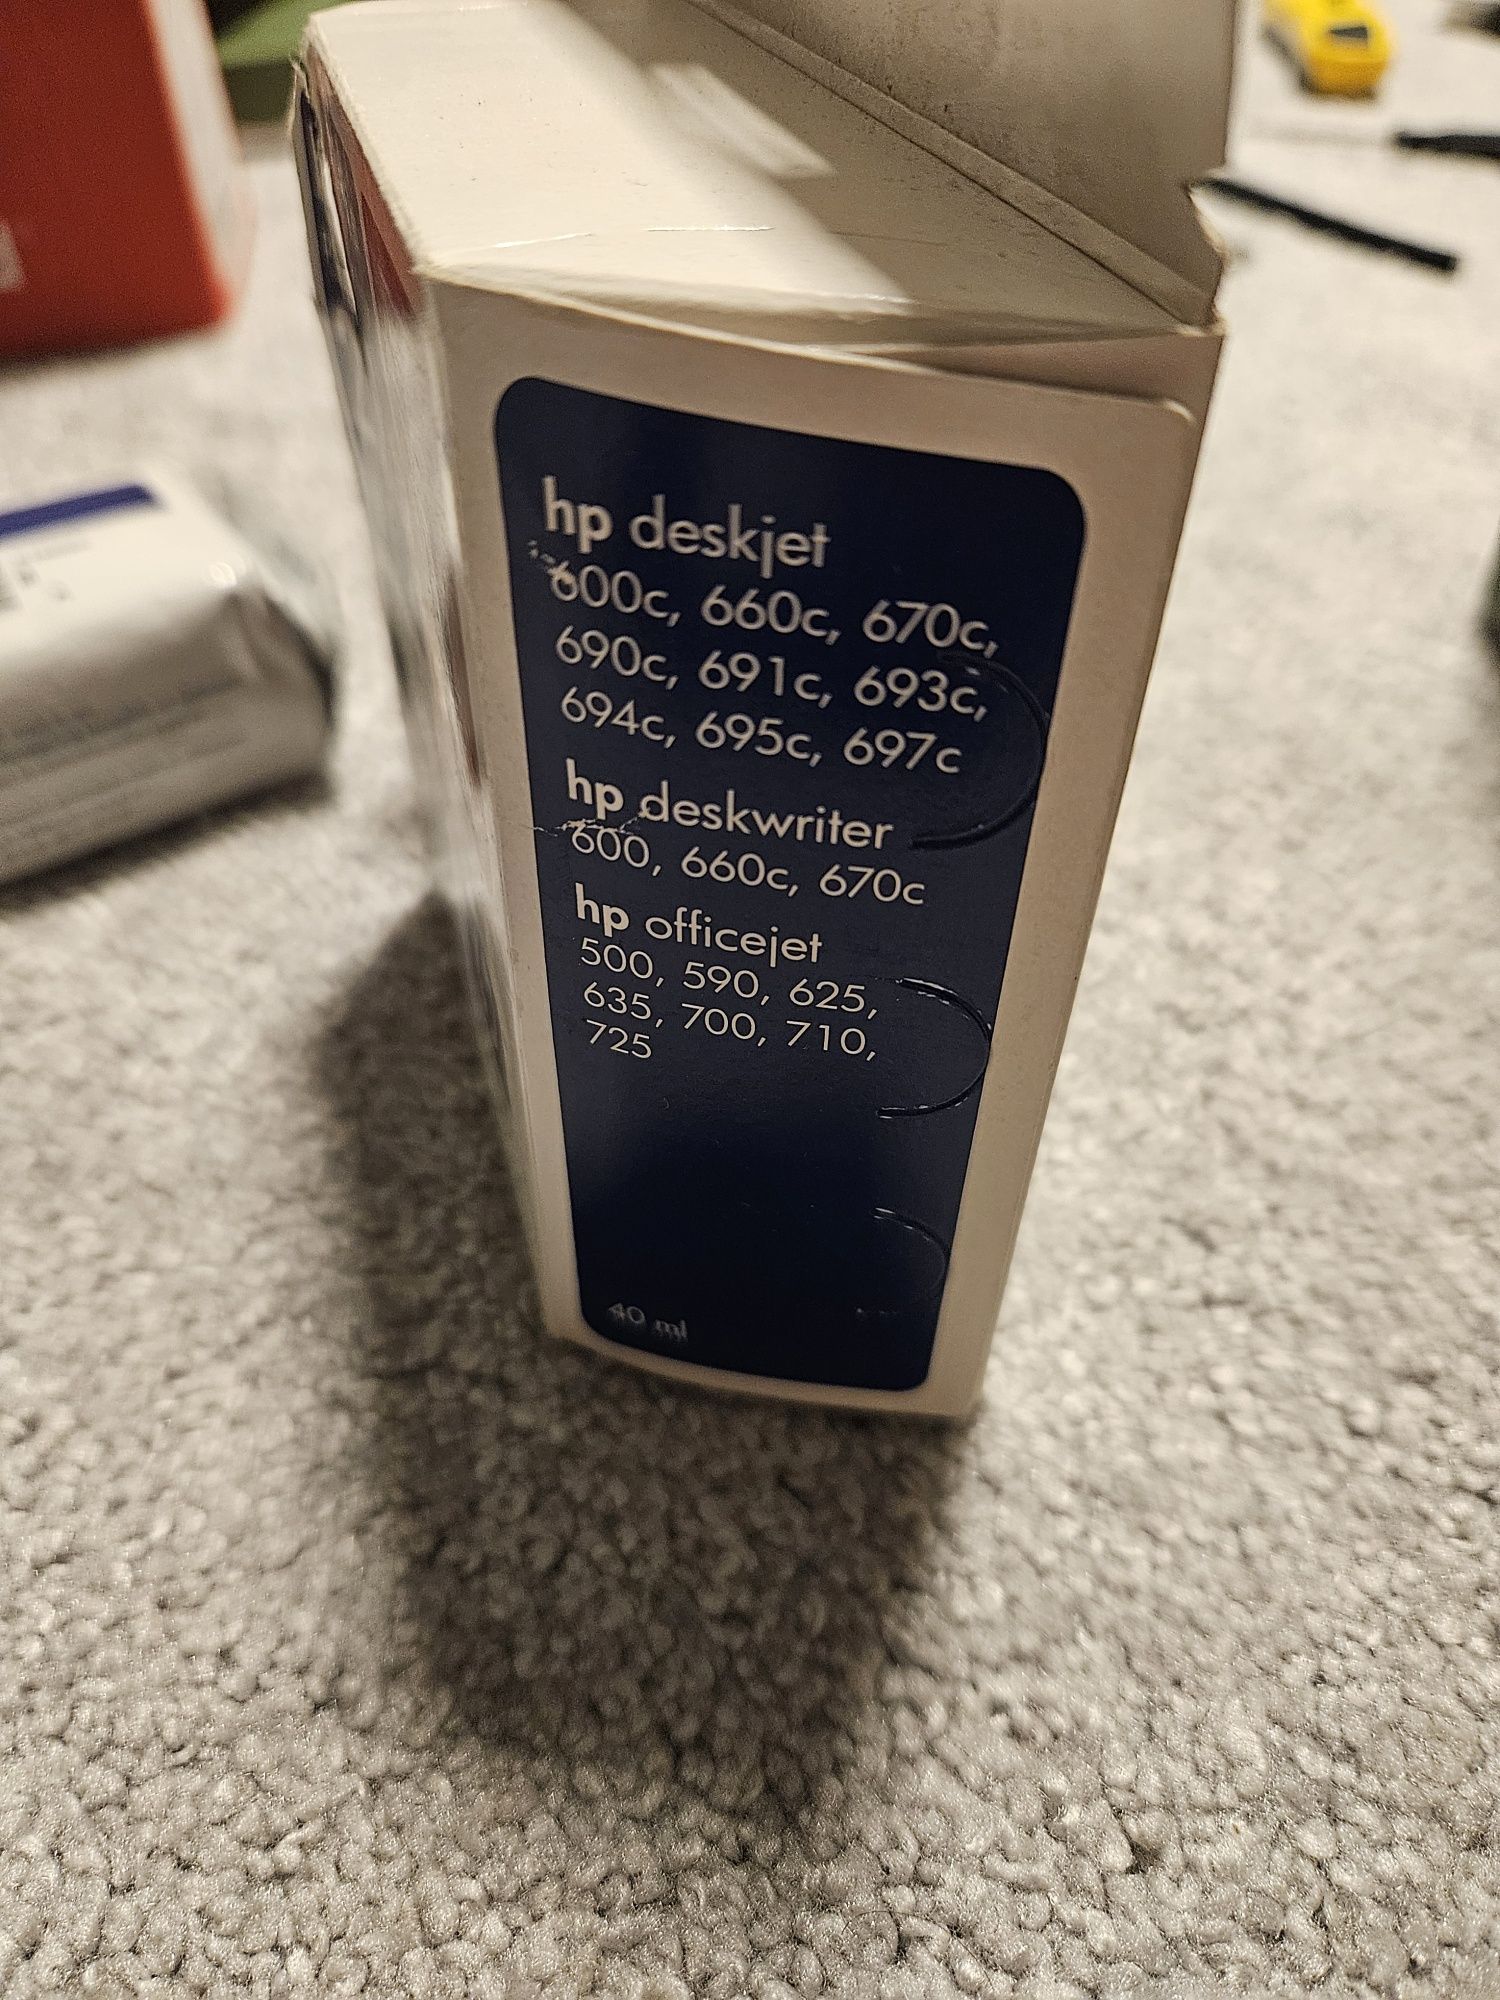 hp deskjet
600c, 660c, 670c,
690c, 691c, 693c,
694c, 695c, 697c
hp deskwriter
600, 660c, 670c
hp officejet
500, 590, 625,
635, 700, 710,
725
40 ml